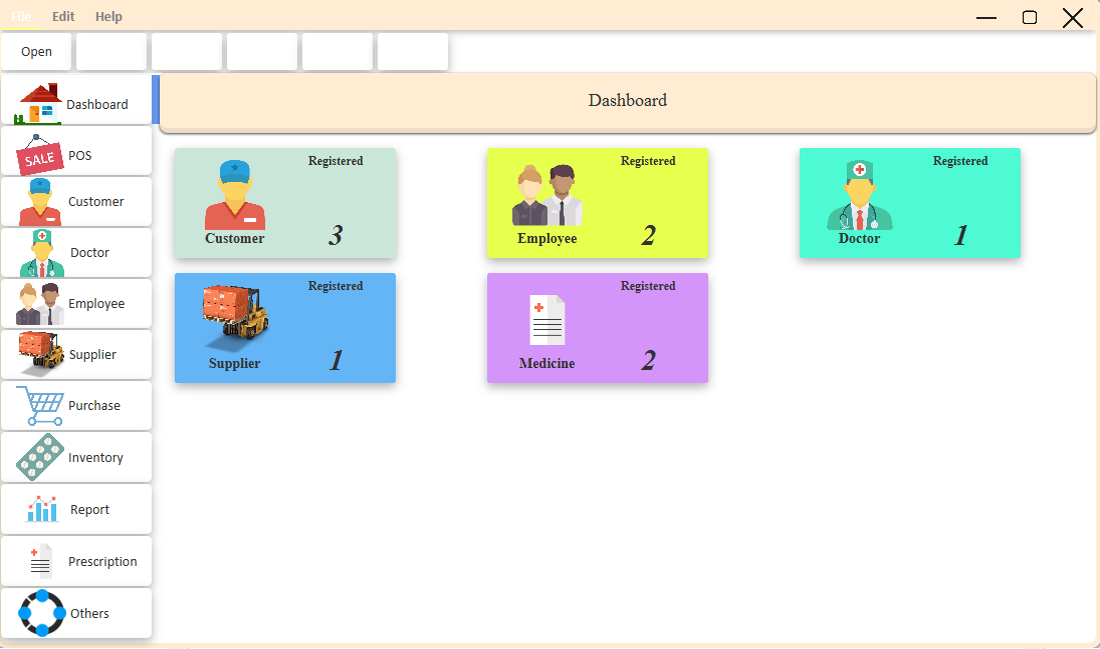 File Edit Help
Open
Dashboard
Dashboard
SALE
POS
Customer
Doctor
Employee
Supplier
Purchase
Inventory
Report
Prescription
Others
Registered
Customer 3
Registered
Employee 2
Registered
Doctor 1
Registered
Supplier 1
Registered
Medicine 2